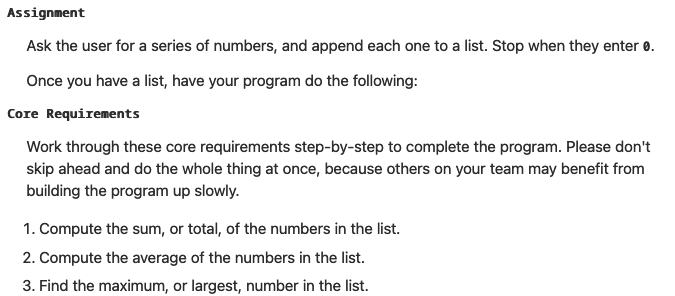 Assignment
Ask the user for a series of numbers, and append each one to a list. Stop when they enter 0.
Once you have a list, have your program do the following:
Core Requirements
Work through these core requirements step-by-step to complete the program. Please don't
skip ahead and do the whole thing at once, because others on your team may benefit from
building the program up slowly.
1. Compute the sum, or total, of the numbers in the list.
2. Compute the average of the numbers in the list.
3. Find the maximum, or largest, number in the list.